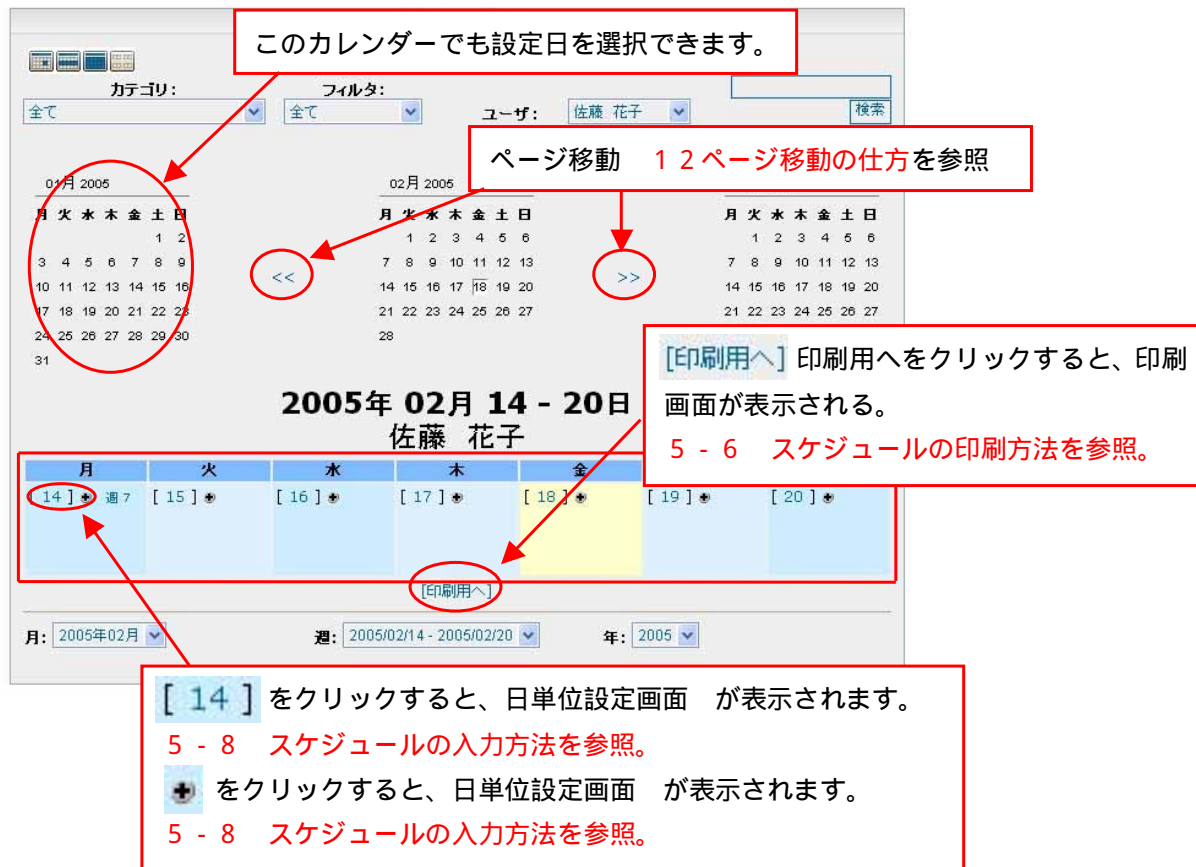 このカレンダーでも設定日を選択できます。
カテゴリ: フィルタ:
全て 全て ユーザ: 佐藤 花子 検索
ページ移動 12ページ移動の仕方を参照
01月 2005 02月 2005
月 火 水 木 金 土 日 月 火 水 木 金 土 日 月 火 水 木 金 土 日
1 2 1 2 3 4 5 6 1 2 3 4 5 6
3 4 5 6 7 8 9 << 7 8 9 10 11 12 13 >> 7 8 9 10 11 12 13
10 11 12 13 14 15 16 14 15 16 17 18 19 20 14 15 16 17 18 19 20
17 18 19 20 21 22 23 21 22 23 24 25 26 27 21 22 23 24 25 26 27
24 25 26 27 28 29 30 28
31
[印刷用へ] 印刷用へをクリックすると、印刷
画面が表示される。
5-6 スケジュールの印刷方法を参照。
2005年 02月 14 - 20日
佐藤 花子
月 火 水 木 金
[ 14 ] 週 7 [ 15 ] [ 16 ] [ 17 ] [ 18 ] [ 19 ] [ 20 ]
[印刷用へ]
月: 2005年02月 週: 2005/02/14 - 2005/02/20 年: 2005
[ 14 ] をクリックすると、日単位設定画面 が表示されます。
5-8 スケジュールの入力方法を参照。
をクリックすると、日単位設定画面 が表示されます。
5-8 スケジュールの入力方法を参照。